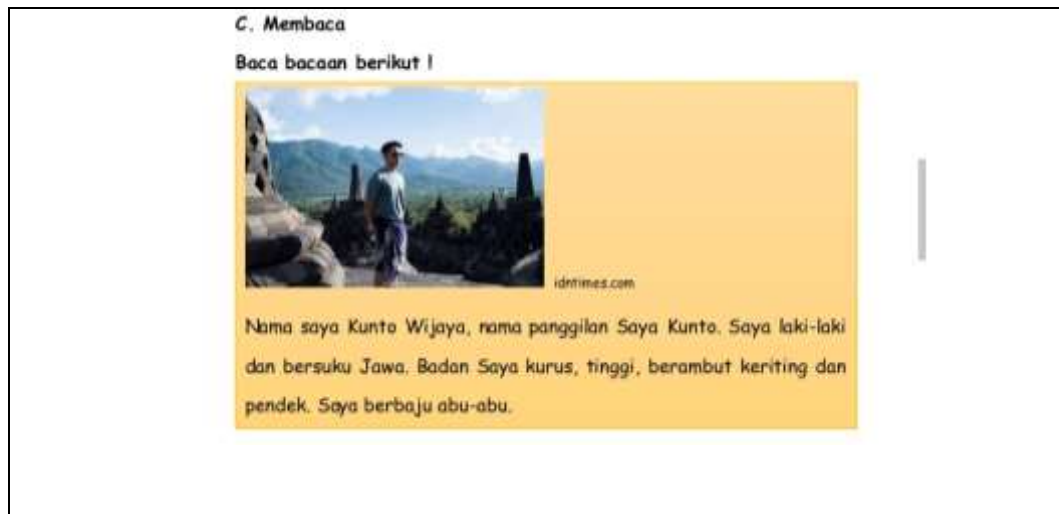 C. Membaca
Baca bacaan berikut !
idntimes.com
Nama saya Kunto Wijaya, nama panggilan Saya Kunto. Saya laki-laki
dan bersuku Jawa. Badan Saya kurus, tinggi, berambut keriting dan
pendek. Saya berbaju abu-abu.